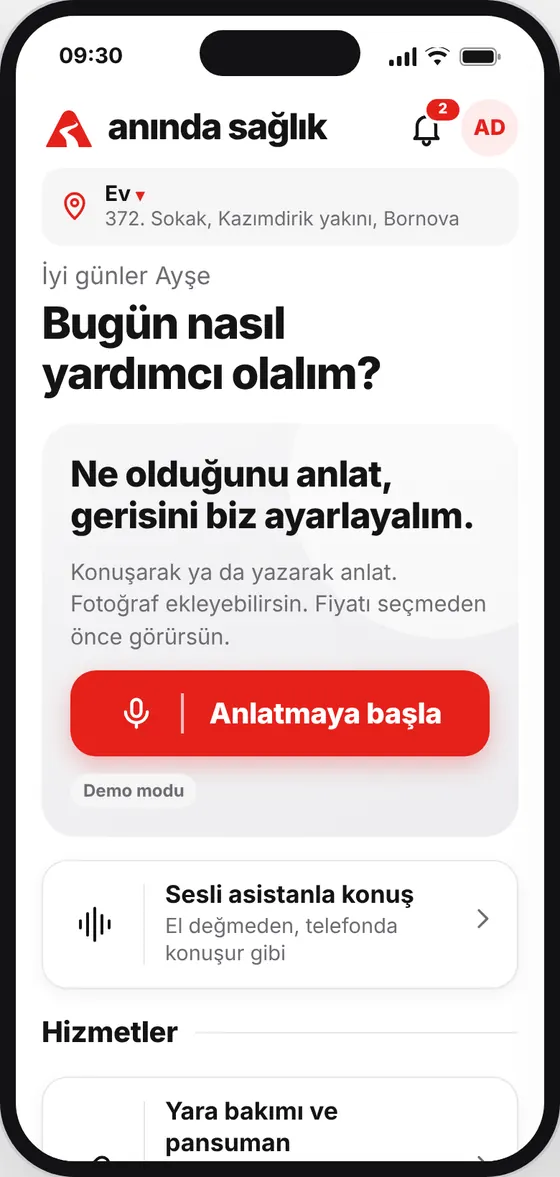 09:30
anında sağlık
2
AD
Ev ▾
372. Sokak, Kazımdirik yakını, Bornova
İyi günler Ayşe
Bugün nasıl
yardımcı olalım?
Ne olduğunu anlat,
gerisini biz ayarlayalım.
Konuşarak ya da yazarak anlat.
Fotoğraf ekleyebilirsin. Fiyatı seçmeden
önce görürsün.
Anlatmaya başla
Demo modu
Sesli asistanla konuş
El değmeden, telefonda
konuşur gibi
Hizmetler
Yara bakımı ve
pansuman